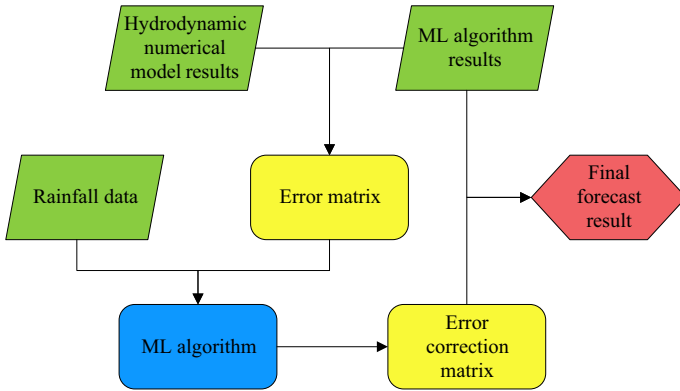 Hydrodynamic
numerical
model results
ML algorithm
results
Rainfall data
Error matrix
Final
forecast
result
ML algorithm
Error
correction
matrix